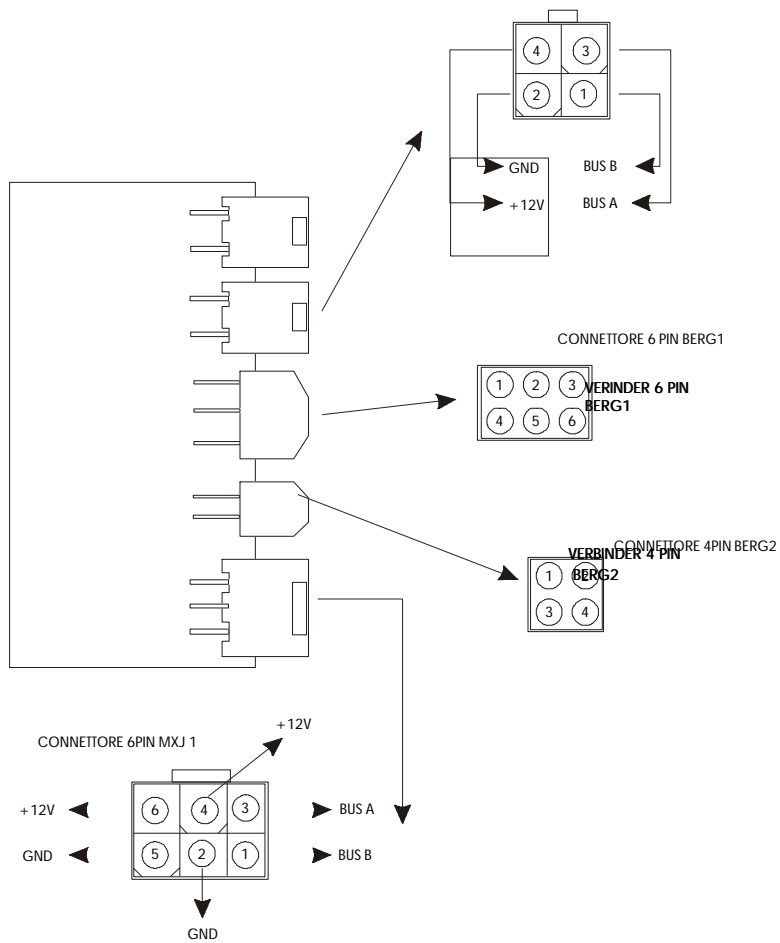 4 3
2 1
GND BUS B
+12V BUS A
CONNETTORE 6 PIN BERG1
1 2 3
VERINDER 6 PIN
BERG1
4 5 6
CONNETTORE 4PIN BERG2
VERBINDER 4 PIN
BERG2
1 2
3 4
+12V
CONNETTORE 6PIN MXJ 1
+12V 6 4 3 BUS A
GND 5 2 1 BUS B
GND